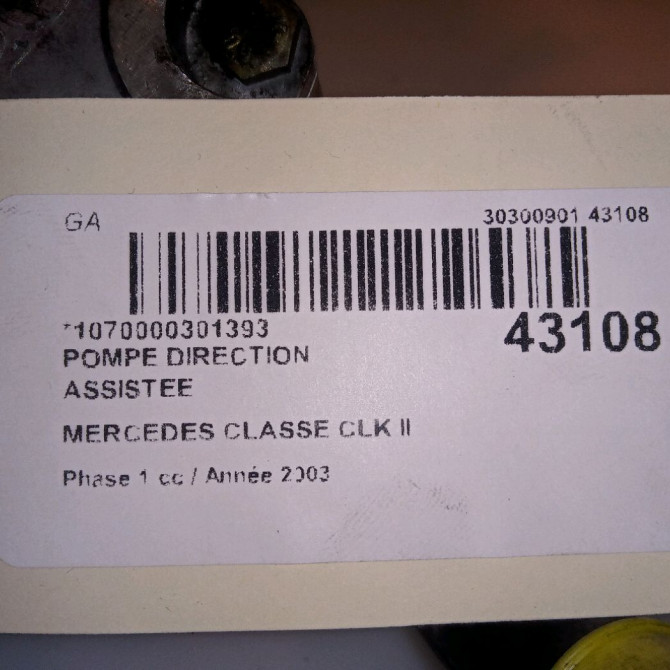 GA
30300901 43108
*1070000301393
43108
POMPE DIRECTION
ASSISTEE
MERCEDES CLASSE CLK II
Phase 1 cc / Année 2003